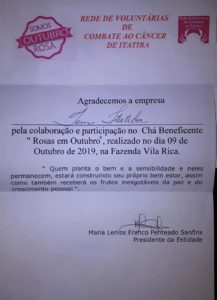 SOMOS
OUTUBRO
ROSA
REDE DE VOLUNTÁRIAS
DE
COMBATE AO CÂNCER
DE ITATIBA
Agradecemos a empresa
pela colaboração e participação no Chá Beneficente
" Rosas em Outubro", realizado no dia 09 de
Outubro de 2019, na Fazenda Vila Rica.
" Quem planta o bem e a sensibilidade e neles
permanecem, estará construindo seu próprio bem estar, assim
como também receberá os frutos inesgotáveis da paz e do
crescimento pessoal ".
Maria Lenice Franco Penteado Sanfins
Presidente da Entidade